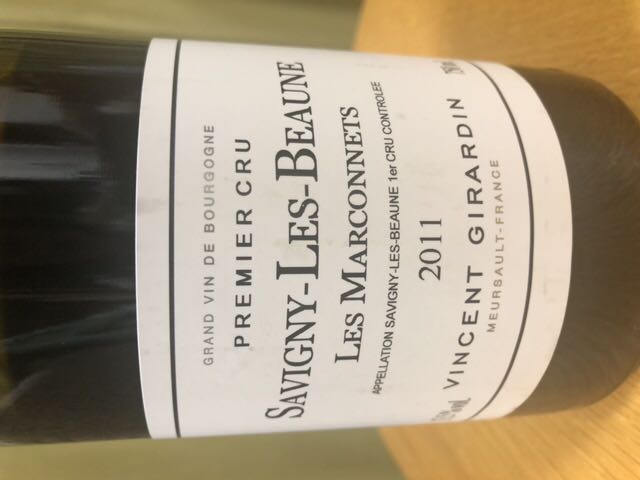 GRAND VIN DE BOURGOGNE
PREMIER CRU
SAVIGNY-LES-BEAUNE
LES MARCONNETS
APPELLATION SAVIGNY-LES-BEAUNE 1er CRU CONTROLEE
2011
VINCENT GIRARDIN
MEURSAULT-FRANCE